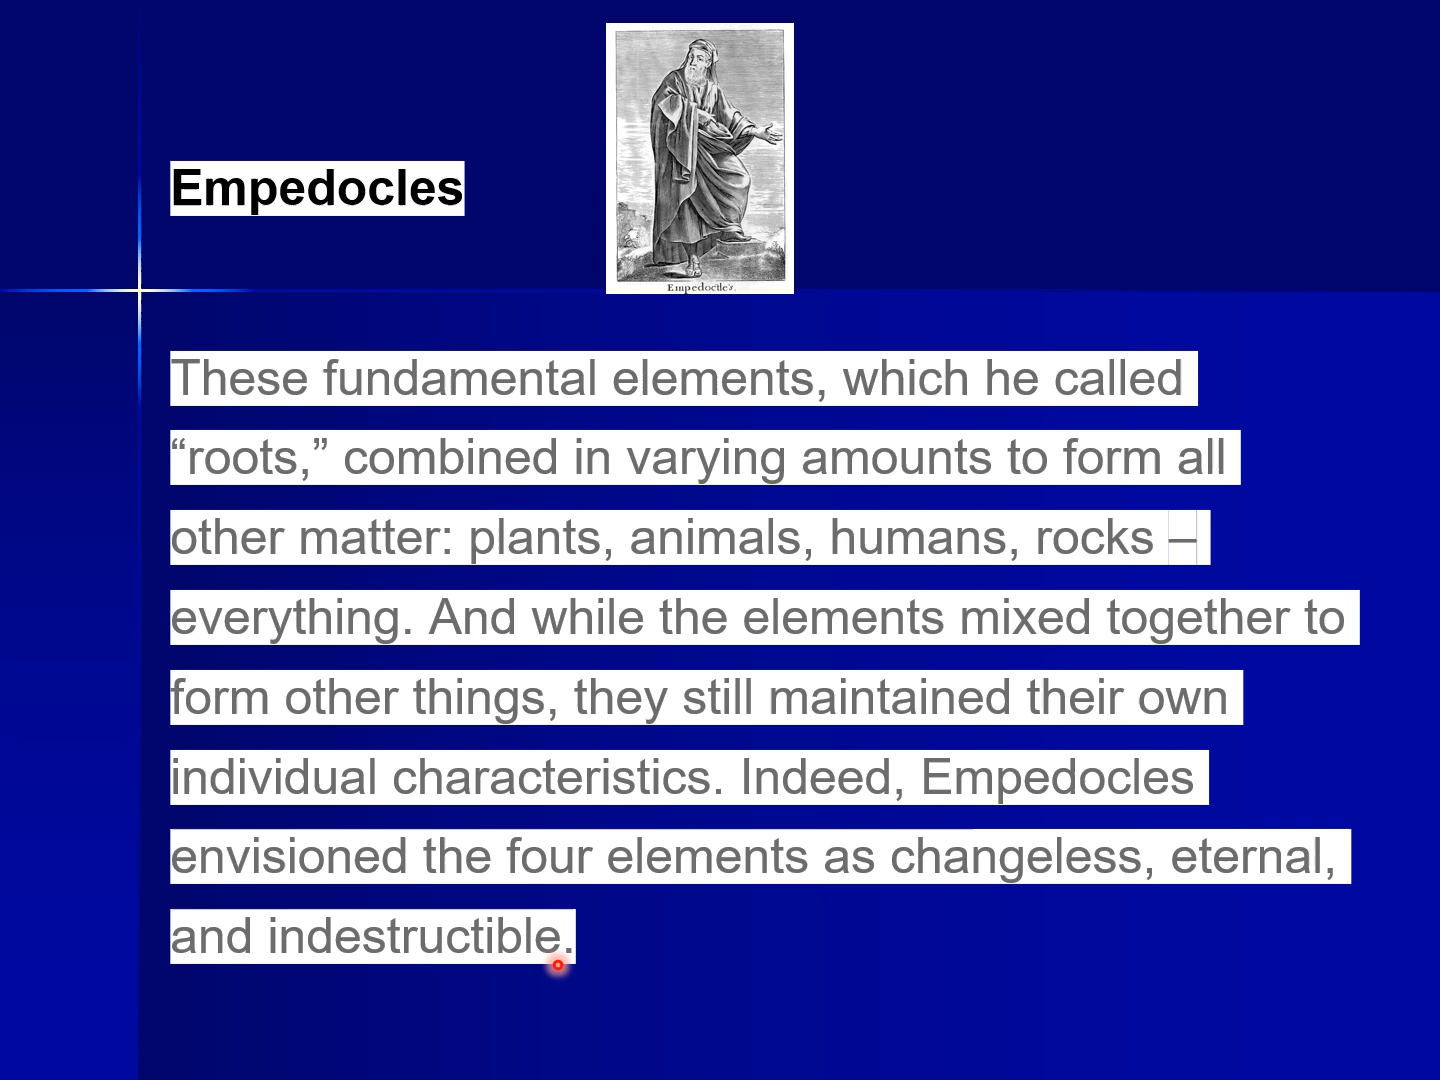 Empedocles.
Empedocles
These fundamental elements, which he called
“roots,” combined in varying amounts to form all
other matter: plants, animals, humans, rocks –
everything. And while the elements mixed together to
form other things, they still maintained their own
individual characteristics. Indeed, Empedocles
envisioned the four elements as changeless, eternal,
and indestructible.